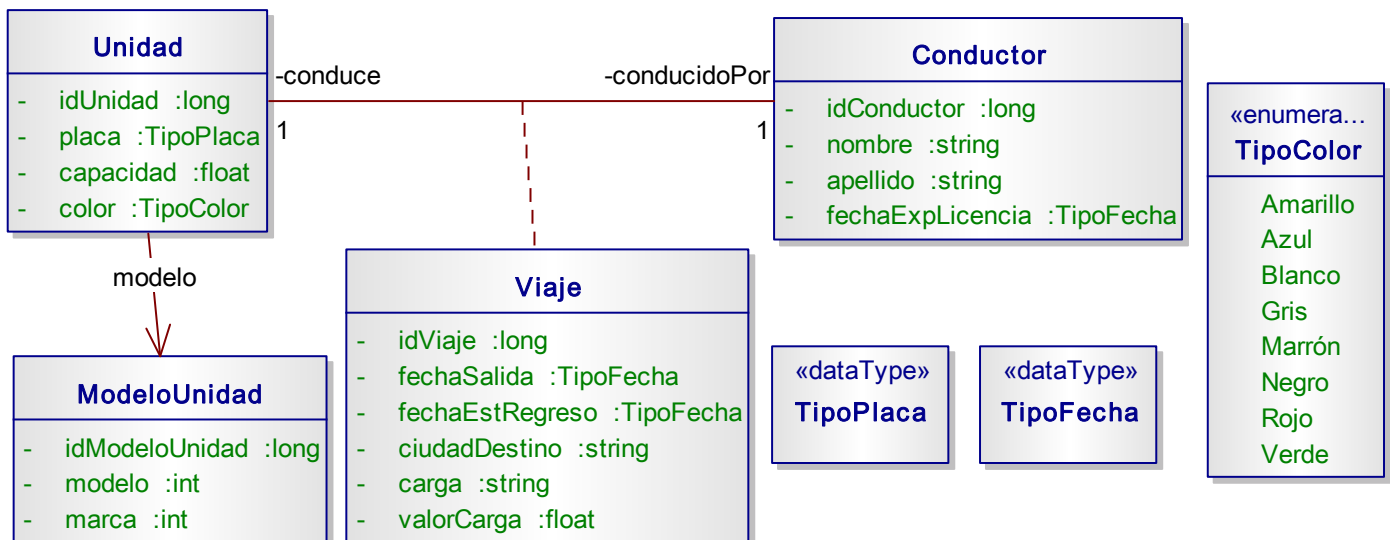 Unidad
- idUnidad :long
- placa :TipoPlaca
- capacidad :float
- color :TipoColor
-conduce
1
-conducidoPor
1
Conductor
- idConductor :long
- nombre :string
- apellido :string
- fechaExpLicencia :TipoFecha
«enumera...
TipoColor
Amarillo
Azul
Blanco
Gris
Marrón
Negro
Rojo
Verde
modelo
ModeloUnidad
- idModeloUnidad :long
- modelo :int
- marca :int
Viaje
- idViaje :long
- fechaSalida :TipoFecha
- fechaEstRegreso :TipoFecha
- ciudadDestino :string
- carga :string
- valorCarga :float
«dataType»
TipoPlaca
«dataType»
TipoFecha